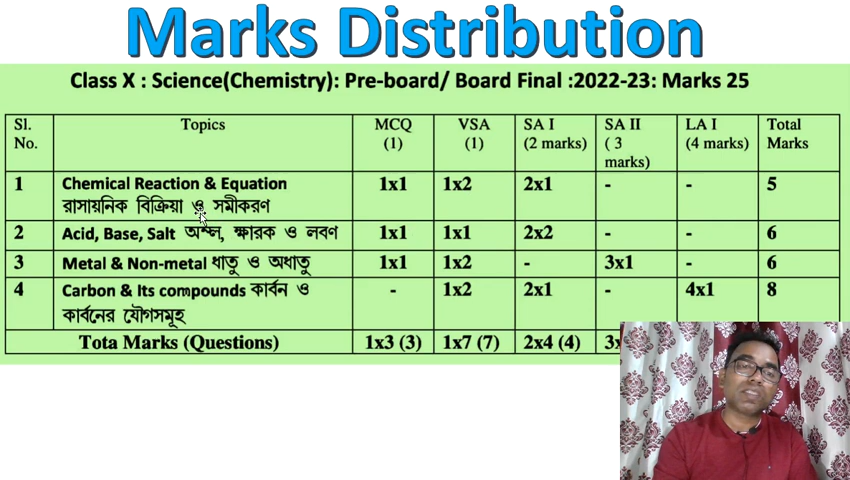 Marks Distribution
Class X : Science(Chemistry): Pre-board/ Board Final :2022-23: Marks 25
Sl. No. Topics MCQ (1) VSA (1) SA I (2 marks) SA II ( 3 marks) LA I (4 marks) Total Marks
1 Chemical Reaction & Equation 1x1 1x2 2x1 - - 5
রাসায়নিক বিক্রিয়া ও সমীকরণ
2 Acid, Base, Salt অম্ল, ক্ষারক ও লবণ 1x1 1x1 2x2 - - 6
3 Metal & Non-metal ধাতু ও অধাতু 1x1 1x2 - 3x1 - 6
4 Carbon & Its compounds কার্বন ও - 1x2 2x1 - 4x1 8
কার্বনের যৌগসমূহ
Tota Marks (Questions) 1x3 (3) 1x7 (7) 2x4 (4)